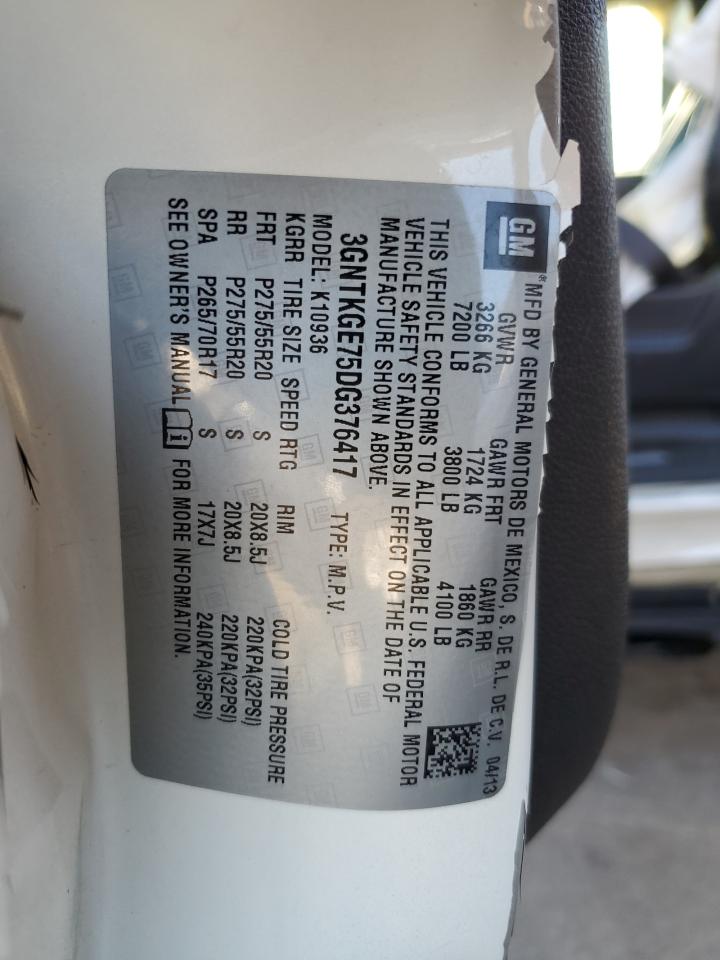 GM ® MFD BY GENERAL MOTORS DE MEXICO, S. DE R.L. DE C.V. 04/13
GVWR GAWR FRT GAWR RR
3266 KG 1724 KG 1860 KG
7200 LB 3800 LB 4100 LB
THIS VEHICLE CONFORMS TO ALL APPLICABLE U.S. FEDERAL MOTOR
VEHICLE SAFETY STANDARDS IN EFFECT ON THE DATE OF
MANUFACTURE SHOWN ABOVE.
3GNTKGE75DG376417 TYPE: M.P.V.
MODEL: K10936
KGRR TIRE SIZE SPEED RTG RIM COLD TIRE PRESSURE
FRT P275/55R20 S 20X8.5J 220KPA(32PSI)
RR P275/55R20 S 20X8.5J 220KPA(32PSI)
SPA P265/70R17 S 17X7J 240KPA(35PSI)
SEE OWNER'S MANUAL i FOR MORE INFORMATION.